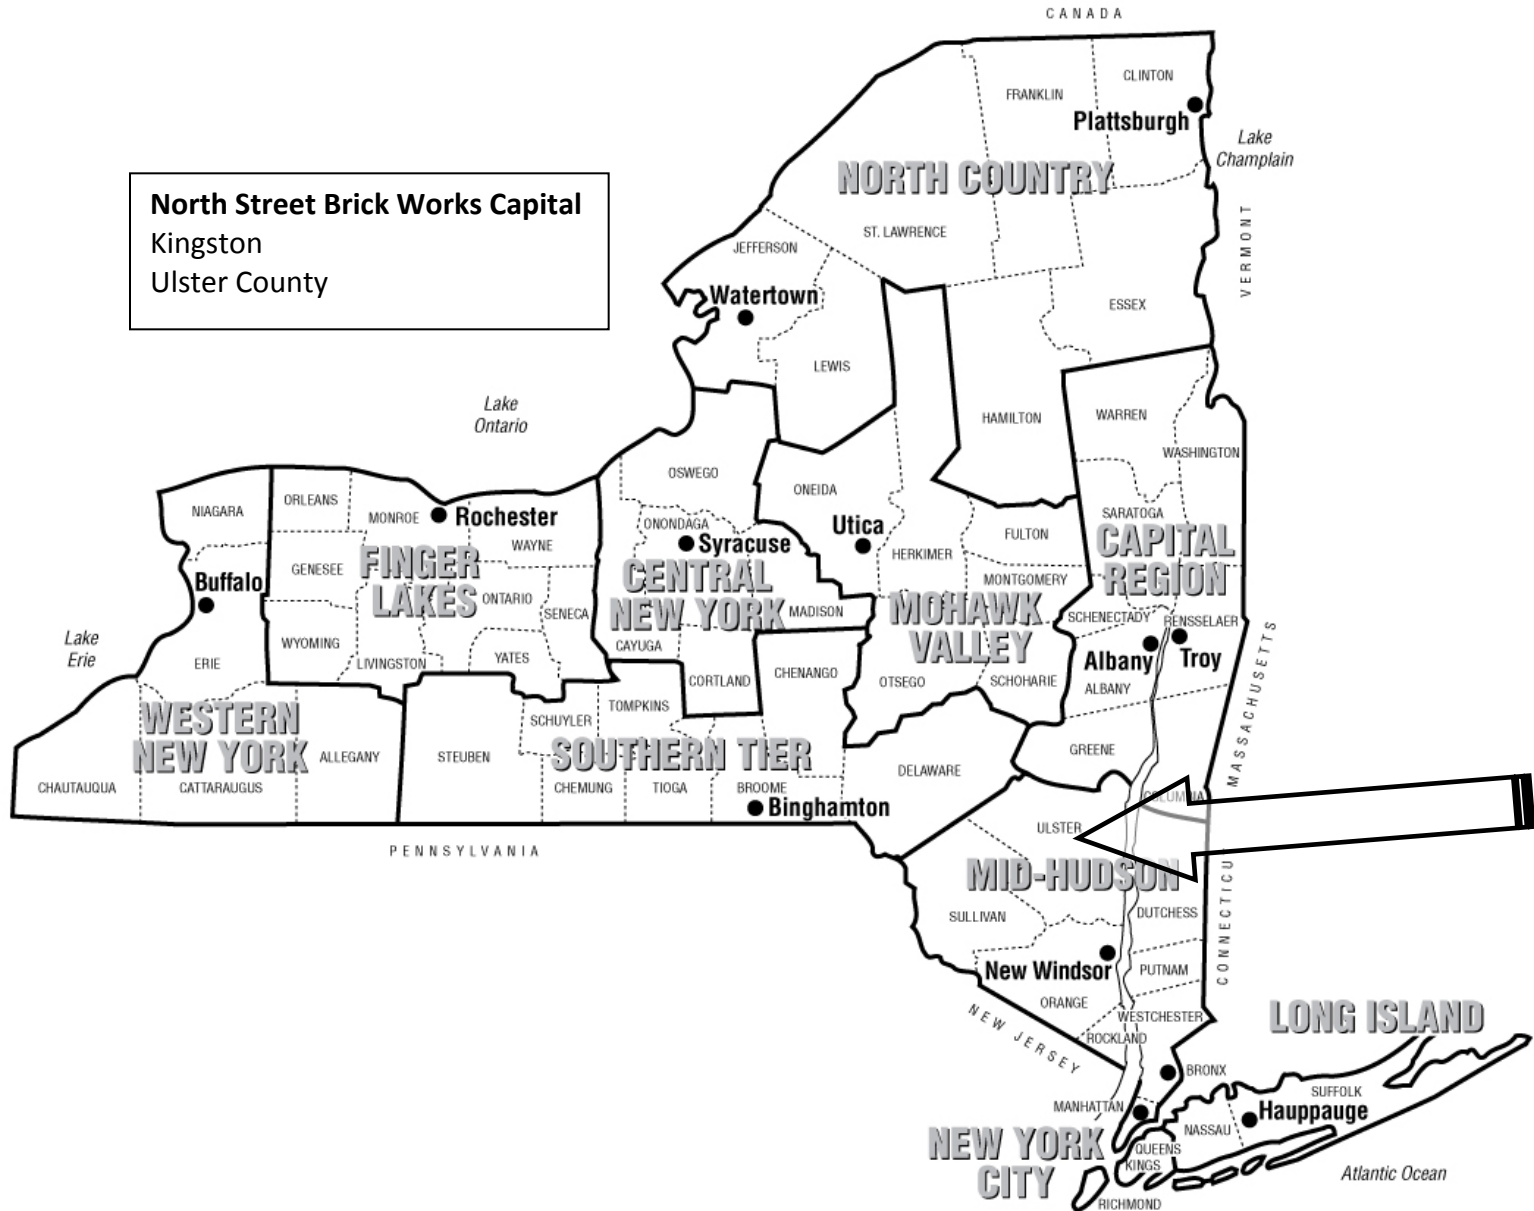 CANADA
CLINTON
FRANKLIN
Plattsburgh
Lake
Champlain
NORTH COUNTRY
North Street Brick Works Capital
Kingston
Ulster County
VERMONT
ST. LAWRENCE
JEFFERSON
Watertown
ESSEX
LEWIS
Lake
Ontario
HAMILTON
WARREN
WASHINGTON
OSWEGO
ONEIDA
NIAGARA
ORLEANS
MONROE
Rochester
ONONDAGA
Syracuse
Utica
SARATOGA
FULTON
CAPITAL
REGION
WAYNE
HERKIMER
FINGER
LAKES
GENESEE
Buffalo
CENTRAL
NEW YORK
MONTGOMERY
ONTARIO
SENECA
MADISON
MOHAWK
VALLEY
SCHENECTADY
RENSSELAER
Lake
Erie
WYOMING
CAYUGA
LIVINGSTON
YATES
ERIE
Albany
Troy
CHENANGO
CORTLAND
OTSEGO
SCHOHARIE
ALBANY
MASSACHUSETTS
TOMPKINS
SCHUYLER
WESTERN
NEW YORK
ALLEGANY
STEUBEN
SOUTHERN TIER
GREENE
DELAWARE
CHAUTAUQUA
CATTARAUGUS
CHEMUNG
TIOGA
BROOME
Binghamton
COLUMBIA
ULSTER
PENNSYLVANIA
MID-HUDSON
CONNECTICU
SULLIVAN
DUTCHESS
New Windsor
PUTNAM
ORANGE
WESTCHESTER
LONG ISLAND
NEW JERSEY
ROCKLAND
BRONX
SUFFOLK
MANHATTAN
Hauppauge
NASSAU
NEW YORK
CITY
QUEENS
KINGS
Atlantic Ocean
RICHMOND